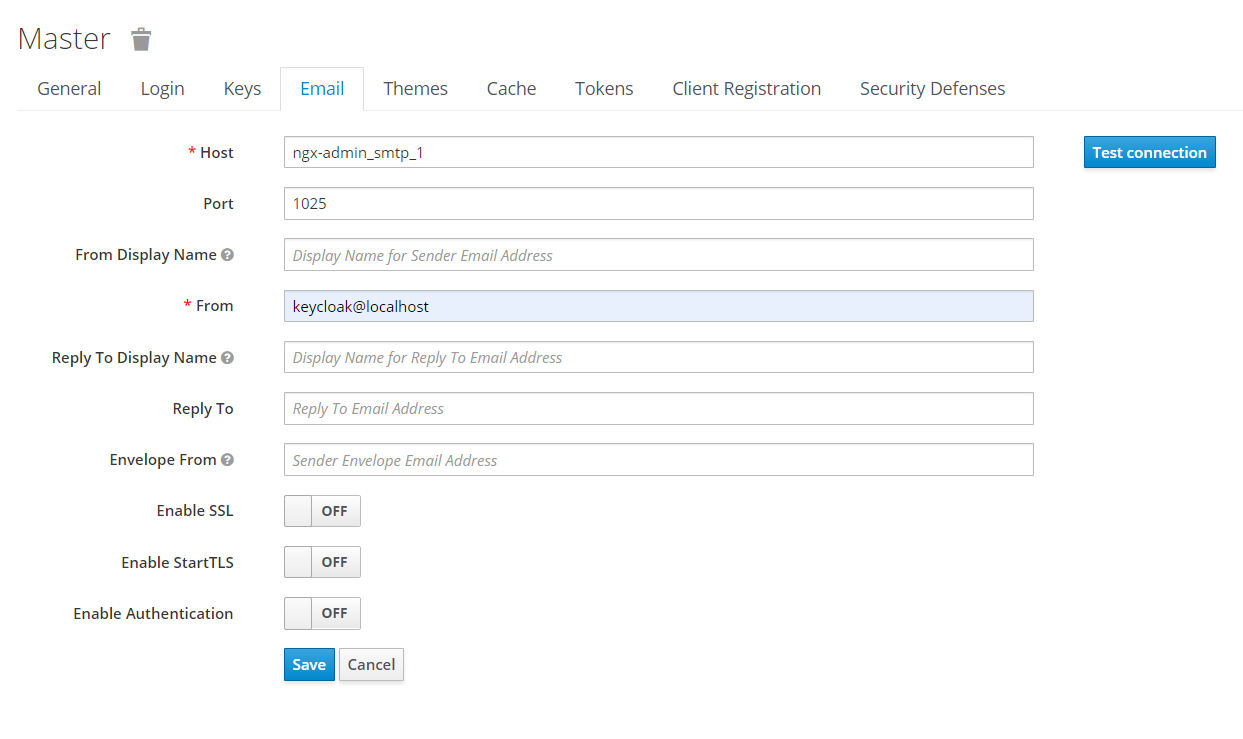 Master
General Login Keys Email Themes Cache Tokens Client Registration Security Defenses
* Host ngx-admin_smtp_1 Test connection
Port 1025
From Display Name Display Name for Sender Email Address
* From keycloak@localhost
Reply To Display Name Display Name for Reply To Email Address
Reply To Reply To Email Address
Envelope From Sender Envelope Email Address
Enable SSL OFF
Enable StartTLS OFF
Enable Authentication OFF
Save Cancel